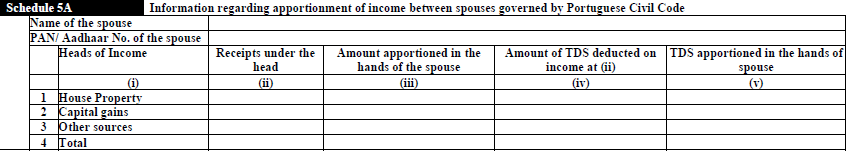 Schedule 5A Information regarding apportionment of income between spouses governed by Portuguese Civil Code
Name of the spouse
PAN/ Aadhaar No. of the spouse
Heads of Income Receipts under the head Amount apportioned in the hands of the spouse Amount of TDS deducted on income at (ii) TDS apportioned in the hands of spouse
(i) (ii) (iii) (iv) (v)
1 House Property
2 Capital gains
3 Other sources
4 Total